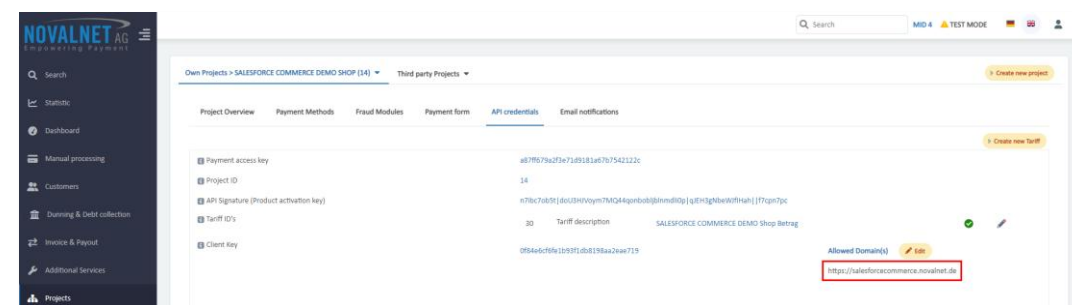 NOVALNET AG
Empowering Payment
Search
MID 4
TEST MODE
Search
Statistic
Dashboard
Manual processing
Customers
Dunning & Debt collection
Invoice & Payout
Additional Services
Projects
Own Projects > SALESFORCE COMMERCE DEMO SHOP (14)
Third party Projects
Create new project
Project Overview
Payment Methods
Fraud Modules
Payment form
API credentials
Email notifications
Create new Tariff
Payment access key
a87ff679a2f3e71d9181a67b7542122c
Project ID
14
API Signature (Product activation key)
Tariff ID's
30
Tariff description
SALESFORCE COMMERCE DEMO Shop Betrag
Client Key
0f84e6cf6fe1b93f1db8198aa2eae719
Allowed Domain(s)
Edit
https://salesforcecommerce.novalnet.de